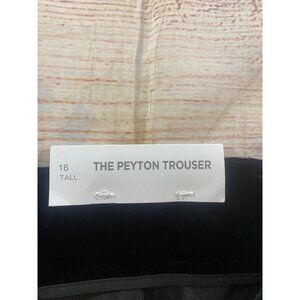 16 THE PEYTON TROUSER
TALL